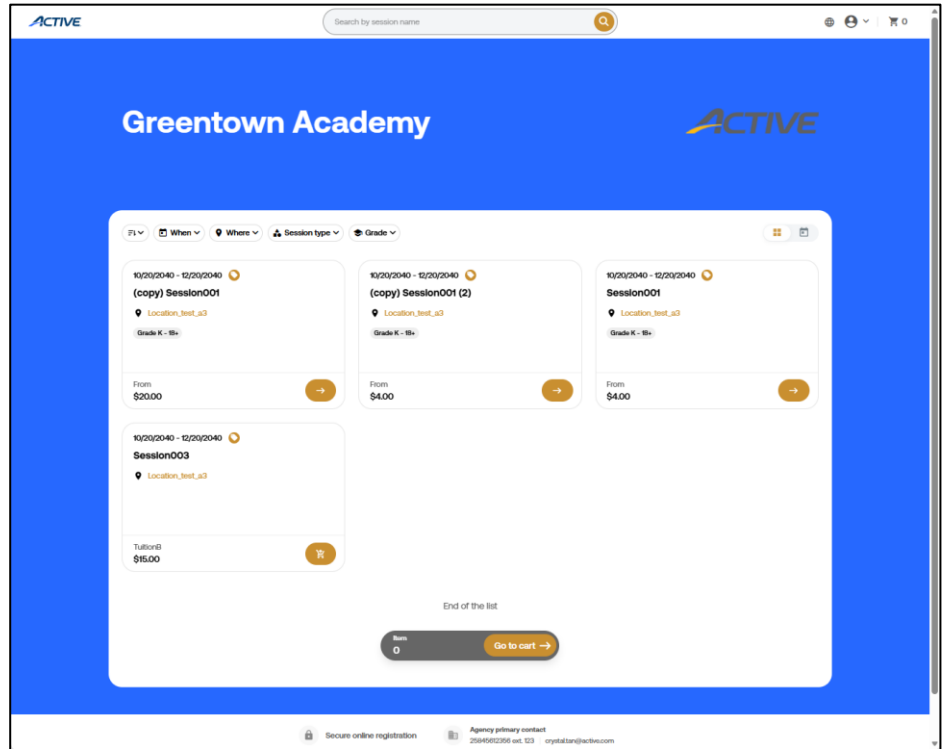 ACTIVE
Search by session name
0
Greentown Academy
ACTIVE
When
Where
Session type
Grade
10/20/2040 - 12/20/2040
(copy) Session001
Location_test_a3
Grade K - 18+
From
$20.00
10/20/2040 - 12/20/2040
(copy) Session001 (2)
Location_test_a3
Grade K - 18+
From
$4.00
10/20/2040 - 12/20/2040
Session001
Location_test_a3
Grade K - 18+
From
$4.00
10/20/2040 - 12/20/2040
Session003
Location_test_a3
TuitionB
$15.00
End of the list
Item
0
Go to cart
Secure online registration
Agency primary contact
25845612356 ext. 123 | crystal.tan@active.com